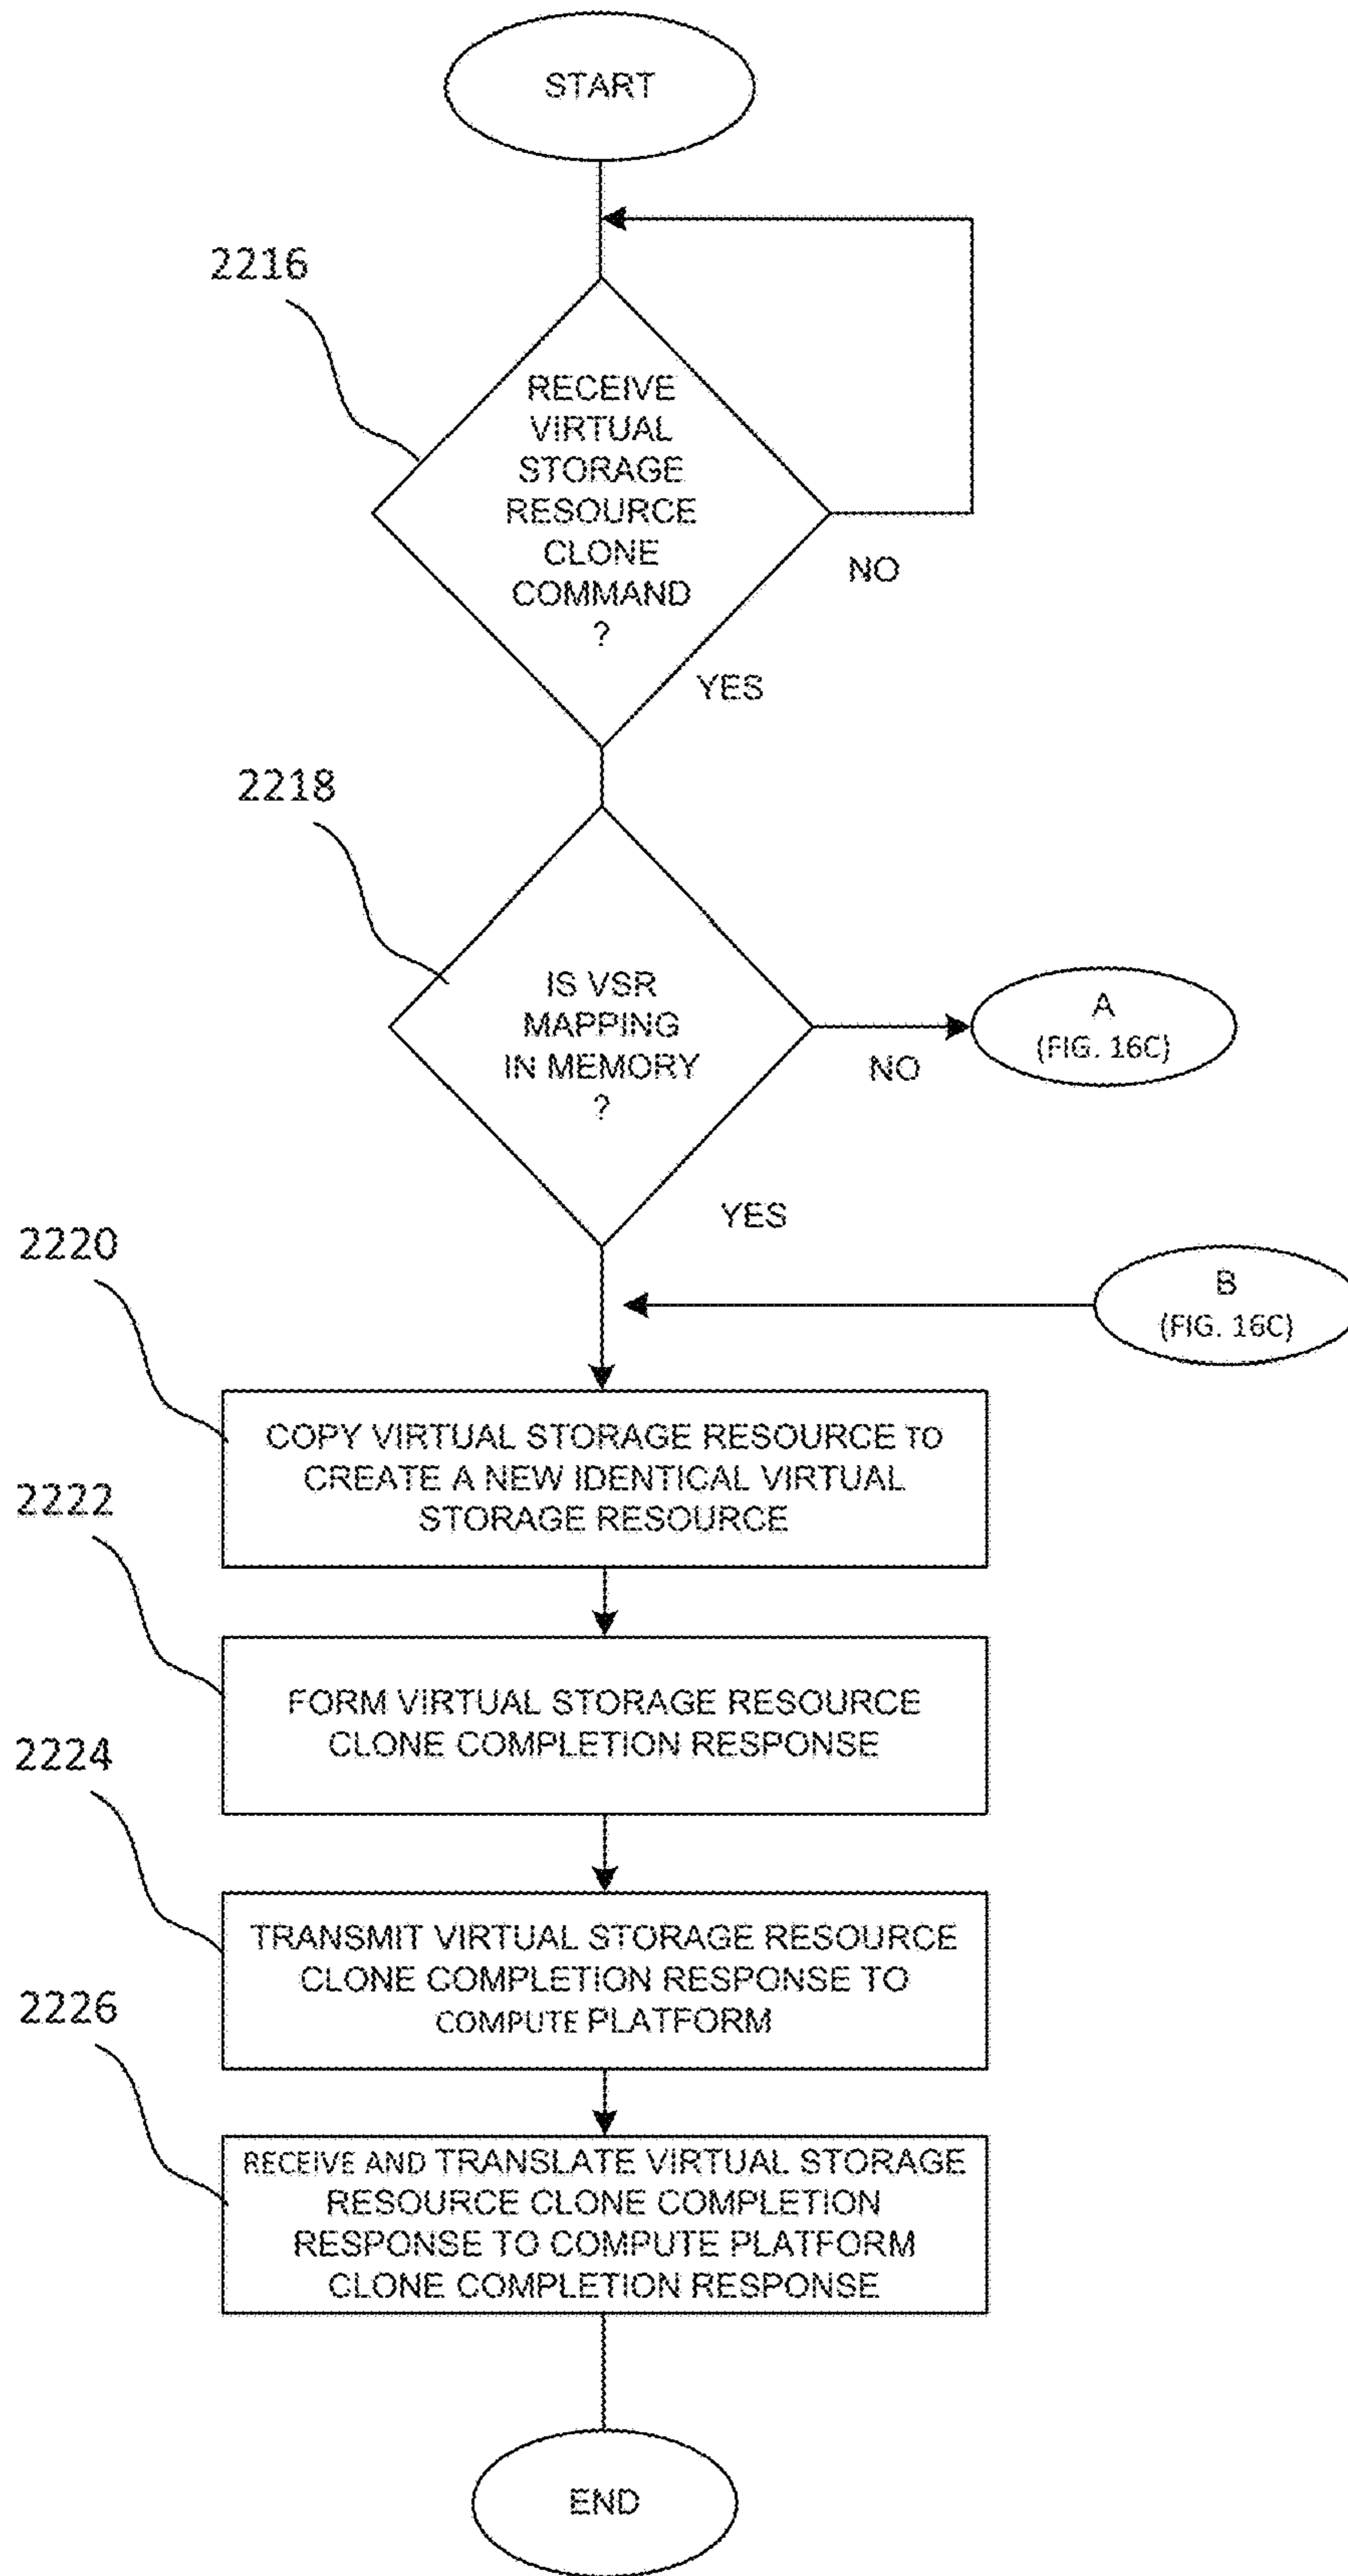 START
2216
RECEIVE
VIRTUAL
STORAGE
RESOURCE
CLONE
COMMAND
?
NO
YES
2218
IS VSR
MAPPING
IN MEMORY
?
NO
A
(FIG. 16C)
YES
B
(FIG. 16C)
2220
COPY VIRTUAL STORAGE RESOURCE TO
CREATE A NEW IDENTICAL VIRTUAL
STORAGE RESOURCE
2222
FORM VIRTUAL STORAGE RESOURCE
CLONE COMPLETION RESPONSE
2224
TRANSMIT VIRTUAL STORAGE RESOURCE
CLONE COMPLETION RESPONSE TO
COMPUTE PLATFORM
2226
RECEIVE AND TRANSLATE VIRTUAL STORAGE
RESOURCE CLONE COMPLETION
RESPONSE TO COMPUTE PLATFORM
CLONE COMPLETION RESPONSE
END